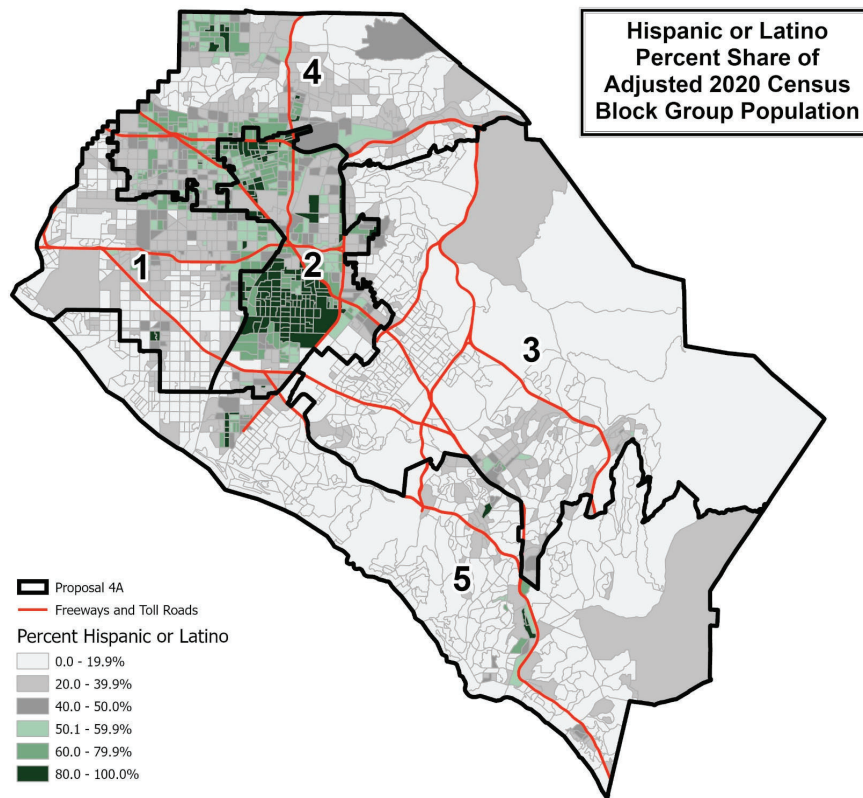 Hispanic or Latino
Percent Share of
Adjusted 2020 Census
Block Group Population
4
1
2
3
5
Proposal 4A
Freeways and Toll Roads
Percent Hispanic or Latino
0.0 - 19.9%
20.0 - 39.9%
40.0 - 50.0%
50.1 - 59.9%
60.0 - 79.9%
80.0 - 100.0%